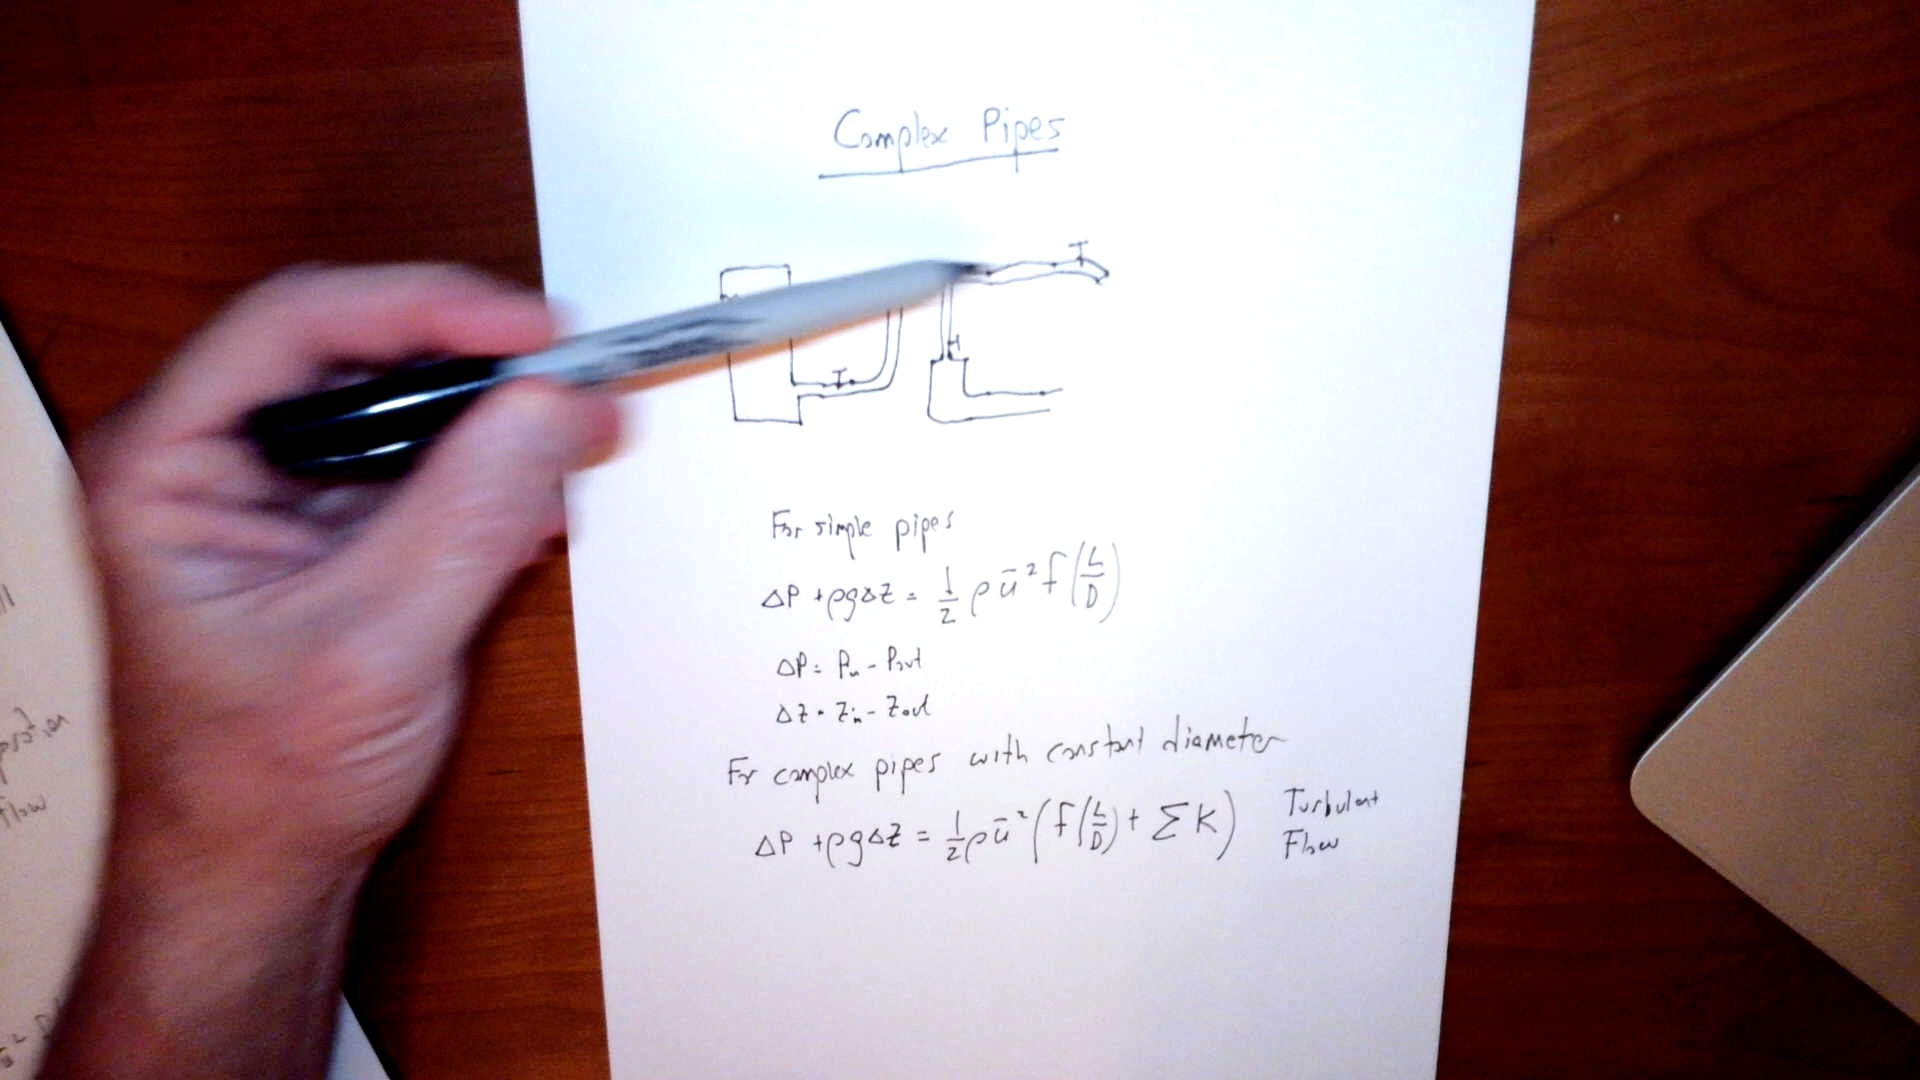 Complex Pipes
For simple pipes
ΔP + ρgΔZ = 1/2 ρ ū² f (L/D)
ΔP = Pin - Pout
ΔZ = Zin - Zout
For complex pipes with constant diameter
ΔP + ρgΔZ = 1/2 ρ ū² (f (L/D) + Σ K) Turbulent
Flow
Flow